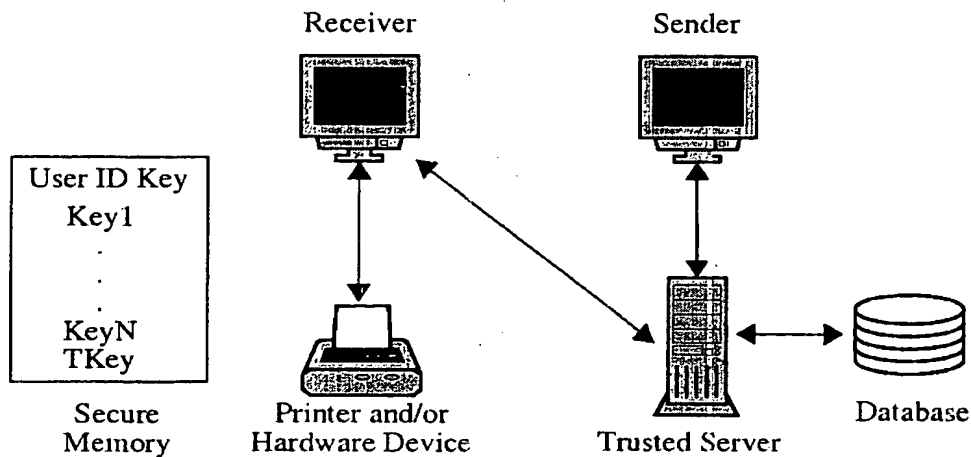 Receiver
Sender
User ID Key
Key1
.
.
.
KeyN
TKey
Secure
Memory
Printer and/or
Hardware Device
Trusted Server
Database